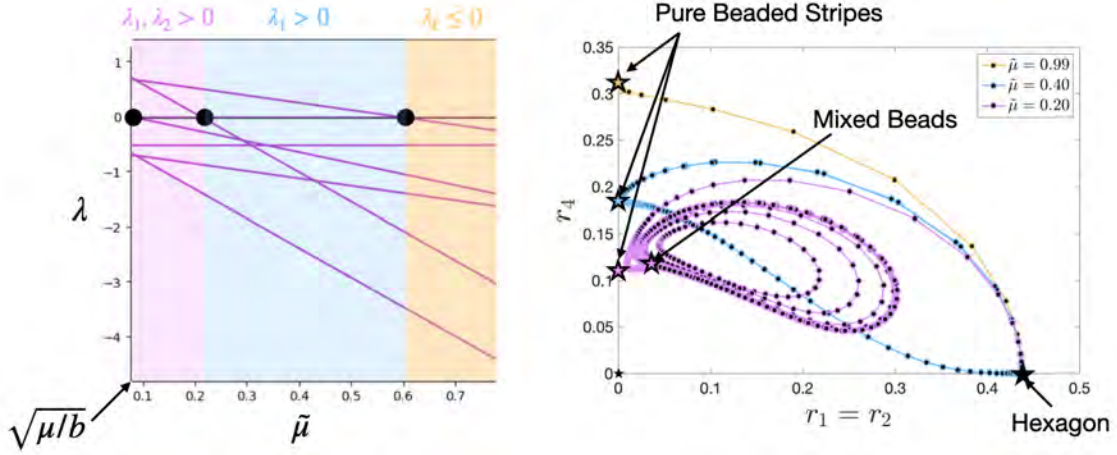 λ₁, λ₂ > 0
λ₁ > 0
λᵢ ≤ 0
1
0
−1
−2
−3
−4
λ
0.1
0.2
0.3
0.4
0.5
0.6
0.7
√μ/b
μ̃
Pure Beaded Stripes
Mixed Beads
Hexagon
μ̃ = 0.99
μ̃ = 0.40
μ̃ = 0.20
0.35
0.3
0.25
0.2
0.15
0.1
0.05
0
r₄
0
0.1
0.2
0.3
0.4
0.5
r₁ = r₂